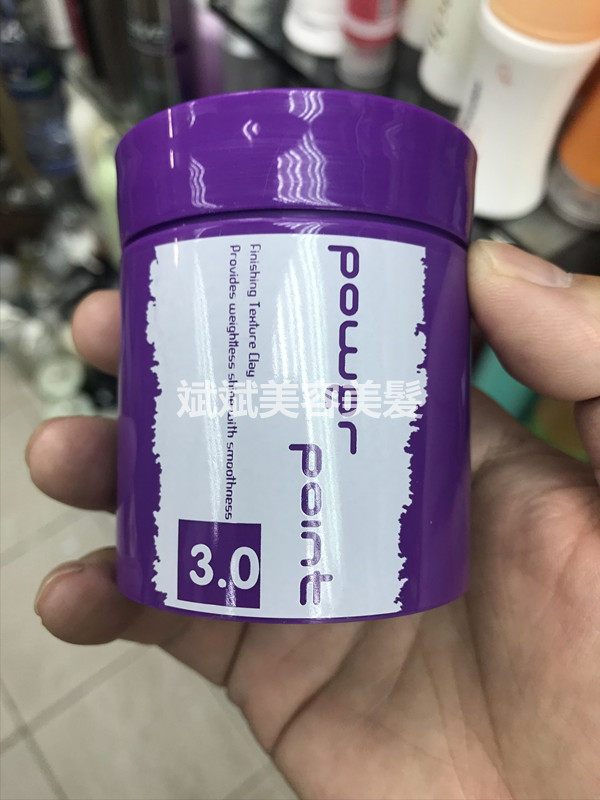 power
point
Finishing Texture Clay
Provides weightless shine with smoothness
3.0
斌斌美容美髮